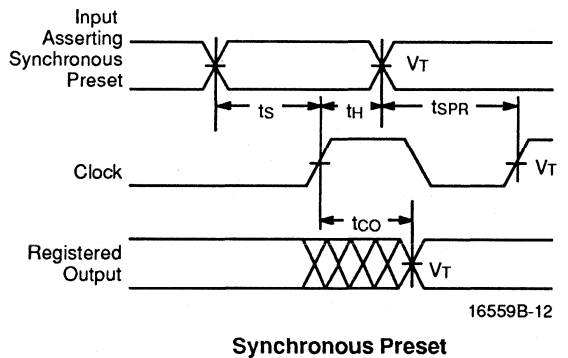 Input
Asserting
Synchronous
Preset
VT
tS
tH
tSPR
Clock
VT
tCO
Registered
Output
VT
16559B-12
Synchronous Preset